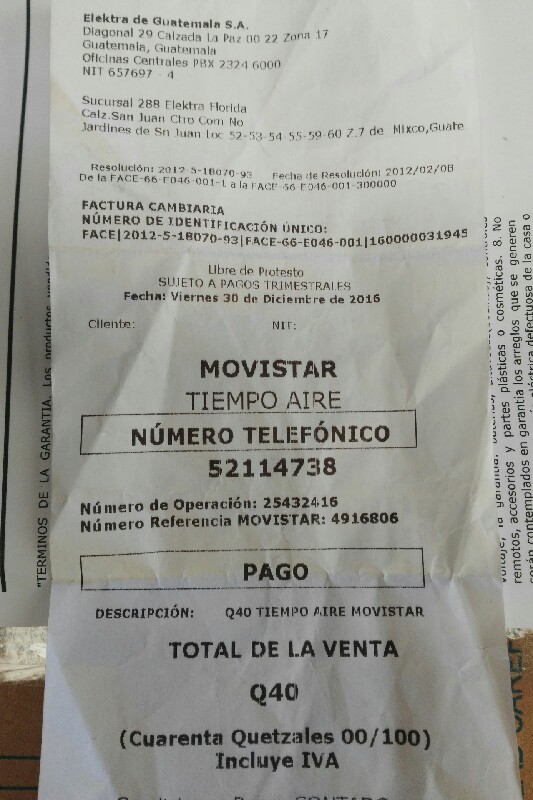 Elektra de Guatemala S.A.
Diagonal 29 Calzada La Paz 00 22 Zona 17
Guatemala, Guatemala
Oficinas Centrales PBX 2324 6000
NIT 657697 - 4
Sucursal 288 Elektra Florida
Calz.San Juan Ctro Com No
Jardines de Sn Juan Loc 52-53-54 55-59-60 Z.7 de Mixco,Guate
Resolución: 2012-5-18070-93 Fecha de Resolución: 2012/02/08
De la FACE-66-E046-001-1 a la FACE-66-E046-001-300000
FACTURA CAMBIARIA
NÚMERO DE IDENTIFICACIÓN ÚNICO:
FACE|2012-5-18070-93|FACE-66-E046-001|160000031945
Libre de Protesto
SUJETO A PAGOS TRIMESTRALES
Fecha: Viernes 30 de Diciembre de 2016
Cliente: NIT:
MOVISTAR
TIEMPO AIRE
NÚMERO TELEFÓNICO
52114738
Número de Operación: 25432416
Número Referencia MOVISTAR: 4916806
PAGO
DESCRIPCIÓN: Q40 TIEMPO AIRE MOVISTAR
TOTAL DE LA VENTA
Q40
(Cuarenta Quetzales 00/100)
Incluye IVA
"TERMINOS DE LA GARANTIA. Los productos
voltaje, la garantía,
remotos, accesorios y partes plásticas o cosméticas. 8. No
serán contemplados en garantía los arreglos que se generen
eléctrica defectuosa de la casa o